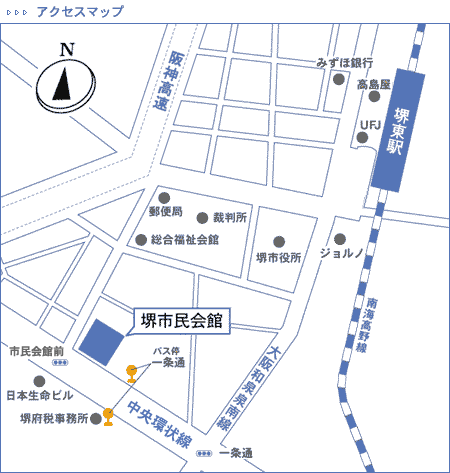 アクセスマップ
N
阪神高速
みずほ銀行
高島屋
UFJ
堺東駅
郵便局
裁判所
総合福祉会館
堺市役所
ジョルノ
堺市民会館
南海高野線
市民会館前
バス停
一条通
大阪和泉泉南線
日本生命ビル
堺府税事務所
中央環状線
一条通